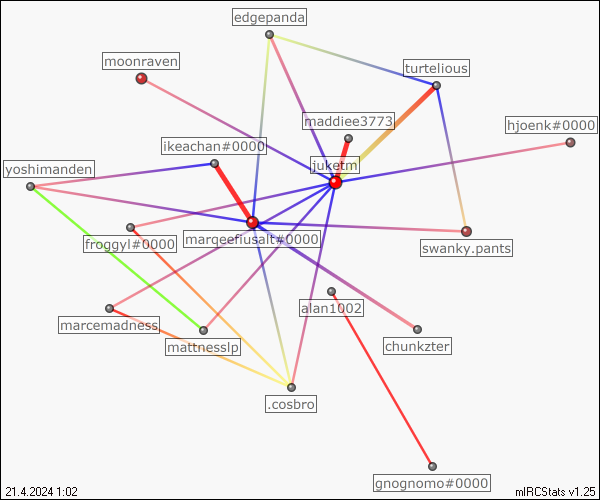 edgepanda
moonraven
turtelious
maddiee3773
hjoenk#0000
ikeachan#0000
juketm
yoshimanden
froggyl#0000
marqeefiusalt#0000
swanky.pants
alan1002
marcemadness
mattnesslp
chunkzter
.cosbro
gnognomo#0000
21.4.2024 1:02
mIRCStats v1.25